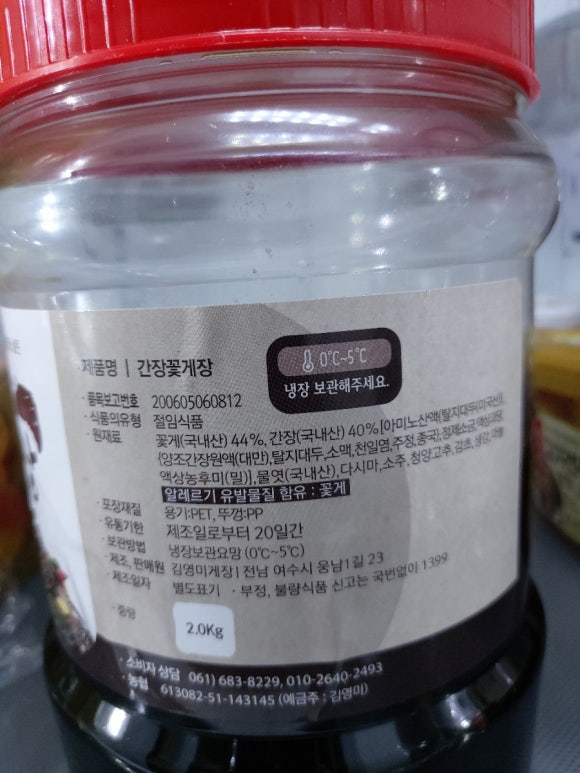 제품명 | 간장꽃게장
0℃~5℃
냉장 보관해주세요.
· 품목보고번호 200605060812
· 식품의유형 절임식품
· 원재료 꽃게(국내산) 44%, 간장(국내산) 40% [아미노산액(탈지대두(미국산),
(양조간장원액(대만),탈지대두,소맥,천일염,주정,종국),정제소금,액상과당,
액상농후미(밀)],물엿(국내산),다시마,소주,청양고추,감초,생강,마늘
알레르기 유발물질 함유 : 꽃게
· 포장재질 용기:PET, 뚜껑:PP
· 유통기한 제조일로부터 20일간
· 보관방법 냉장보관요망 (0℃~5℃)
· 제조, 판매원 김영미게장 | 전남 여수시 웅남1길 23
· 제조일자 별도표기 · 부정, 불량식품 신고는 국번없이 1399
· 중량 2.0Kg
· 소비자 상담 061) 683-8229, 010-2640-2493
· 농협 613082-51-143145 (예금주 : 김영미)